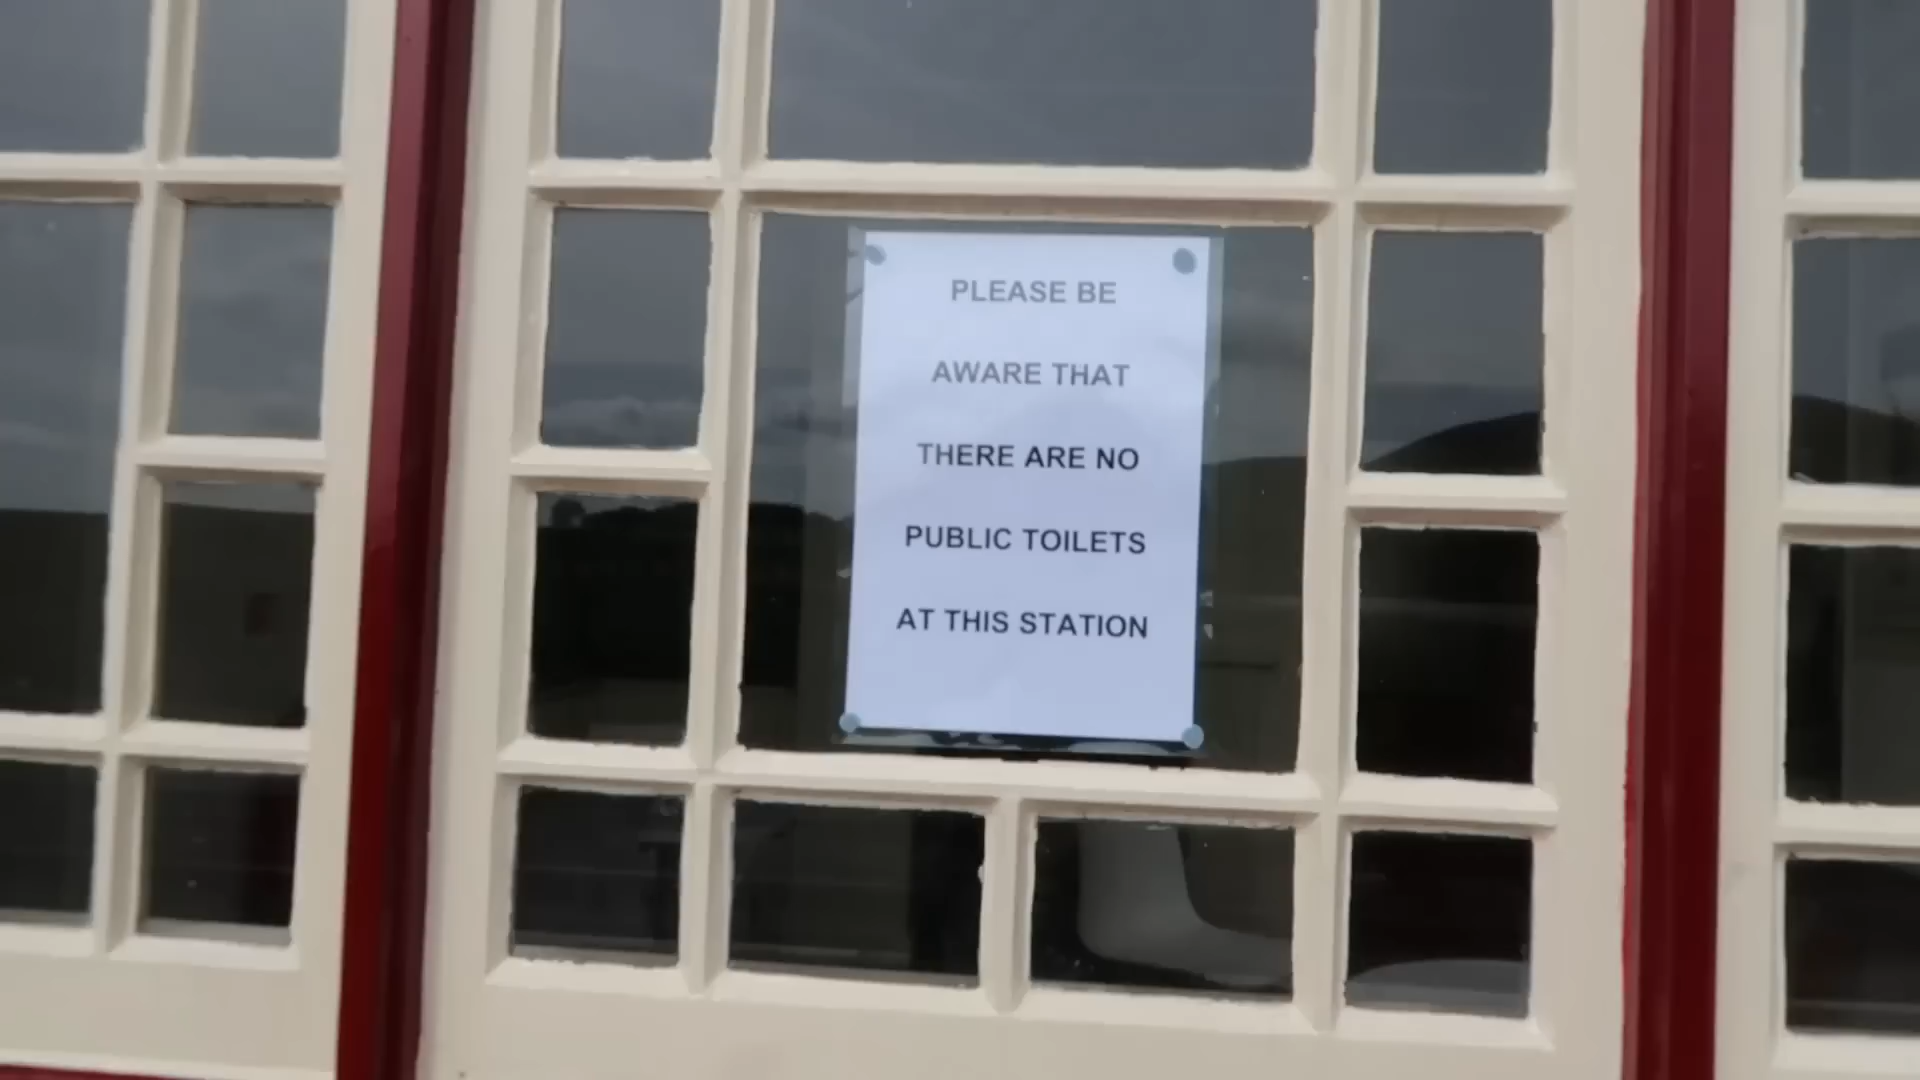 PLEASE BE
AWARE THAT
THERE ARE NO
PUBLIC TOILETS
AT THIS STATION